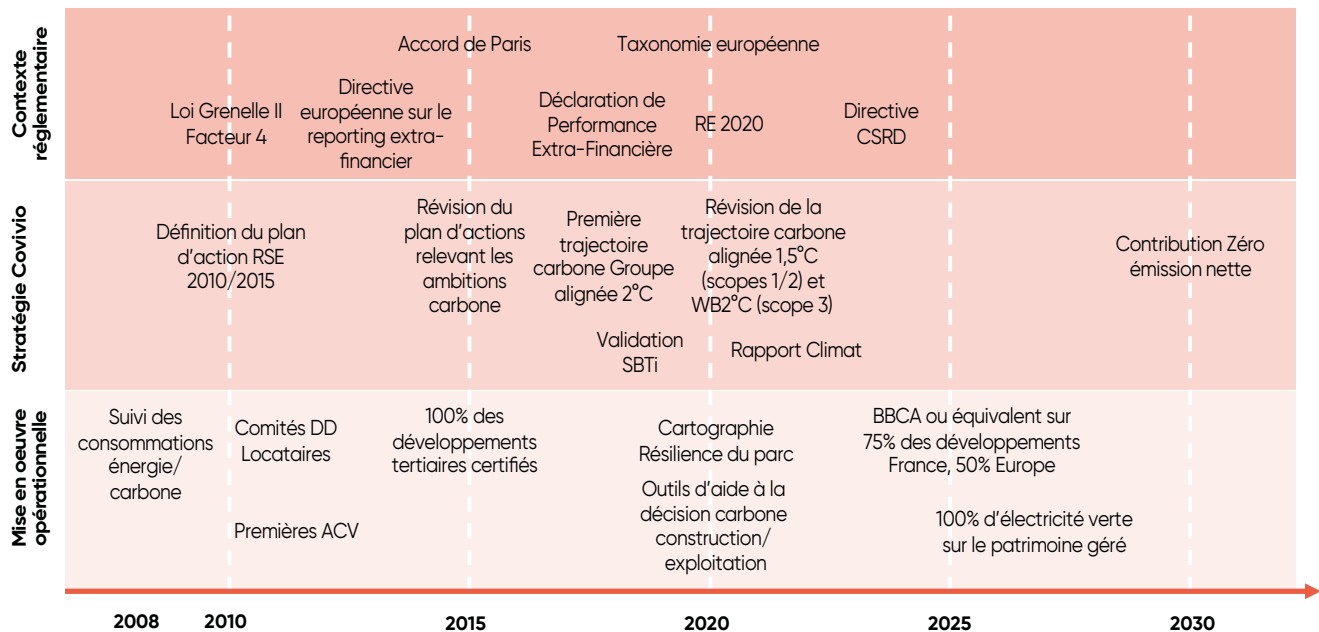 Contexte
réglementaire
Accord de Paris
Taxonomie européenne
Loi Grenelle II
Facteur 4
Directive
européenne sur le
reporting extra-
financier
Déclaration de
Performance
Extra-Financière
RE 2020
Directive
CSRD
Stratégie Covivio
Définition du plan
d'action RSE
2010/2015
Révision du
plan d'actions
relevant les
ambitions
carbone
Première
trajectoire
carbone Groupe
alignée 2°C
Révision de la
trajectoire carbone
alignée 1,5°C
(scopes 1/2) et
WB2°C (scope 3)
Contribution Zéro
émission nette
Validation
SBTi
Rapport Climat
Mise en oeuvre
opérationnelle
Suivi des
consommations
énergie/
carbone
Comités DD
Locataires
Premières ACV
100% des
développements
tertiaires certifiés
Cartographie
Résilience du parc
Outils d'aide à la
décision carbone
construction/
exploitation
BBCA ou équivalent sur
75% des développements
France, 50% Europe
100% d'électricité verte
sur le patrimoine géré
2008
2010
2015
2020
2025
2030